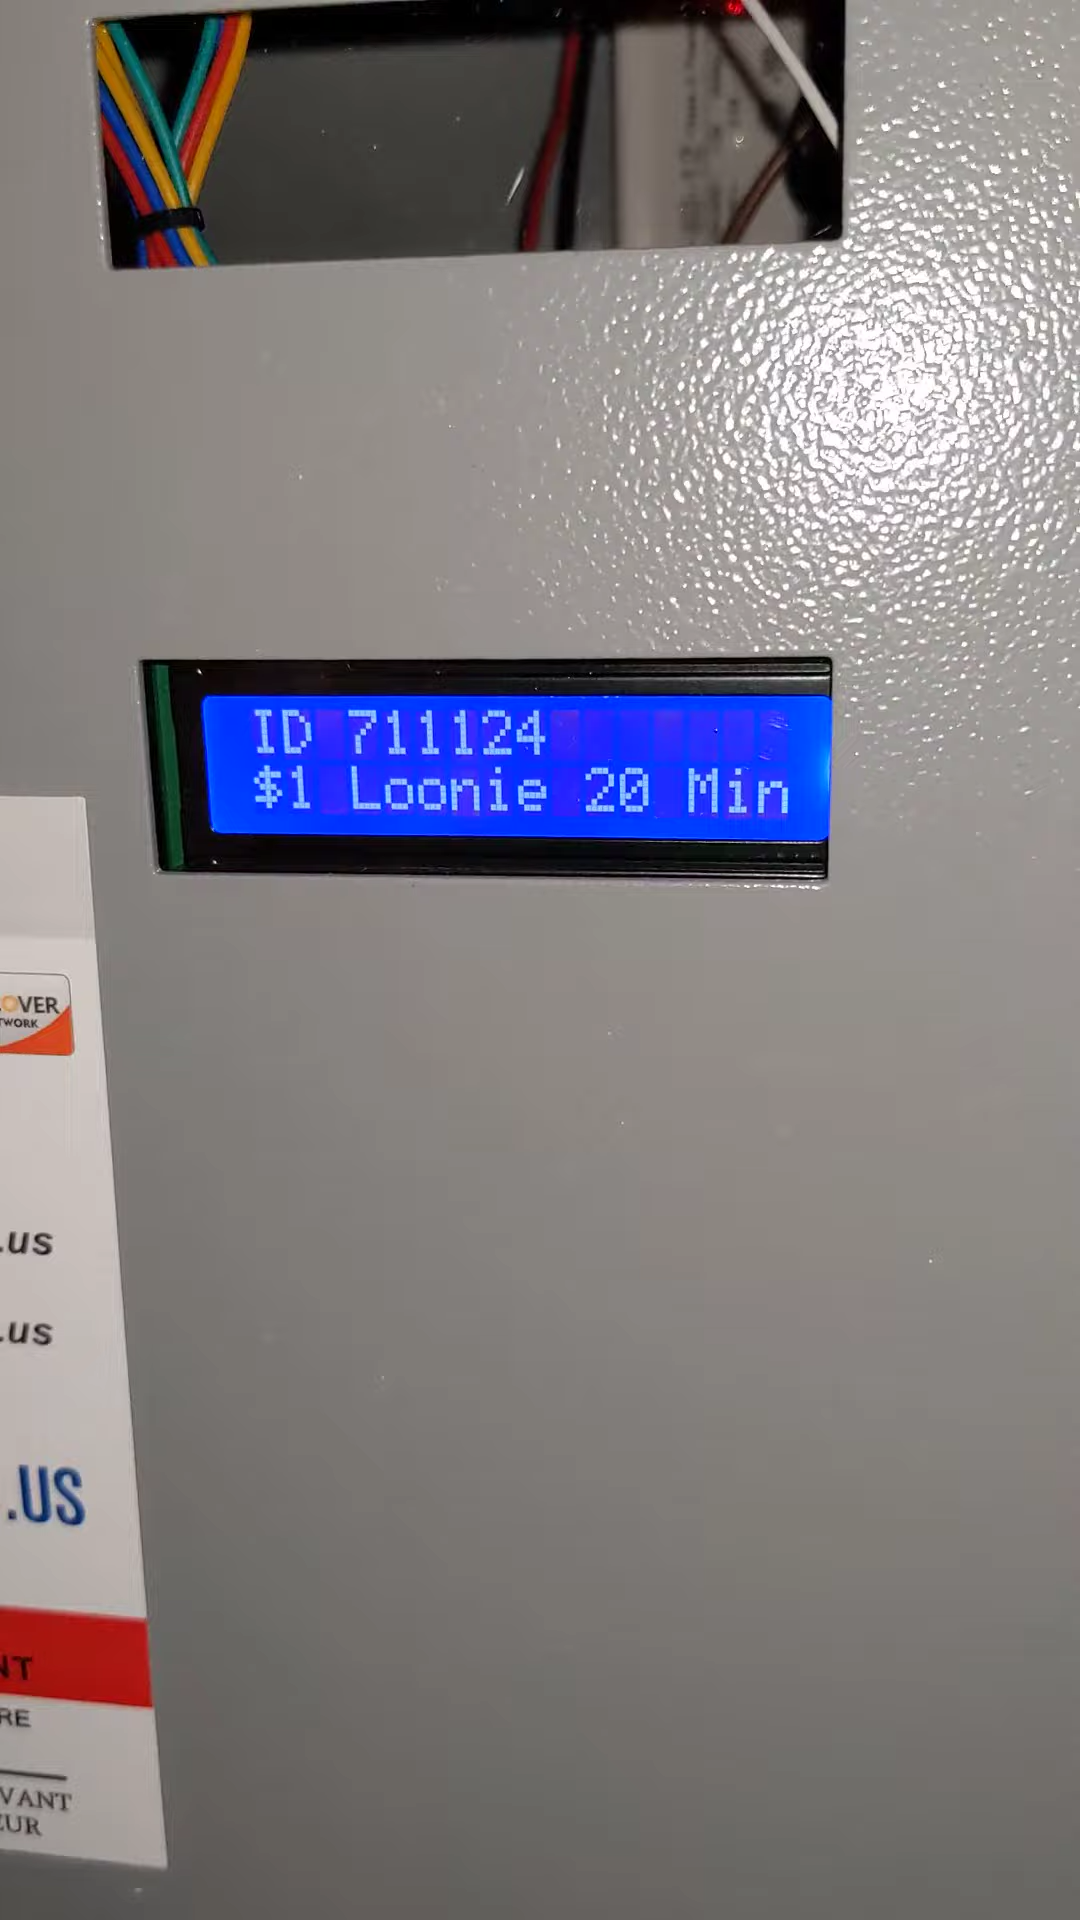 ID 711124
$1 Loonie 20 Min
OVER
TWORK
.us
.us
.US
NT
RE
VANT
EUR